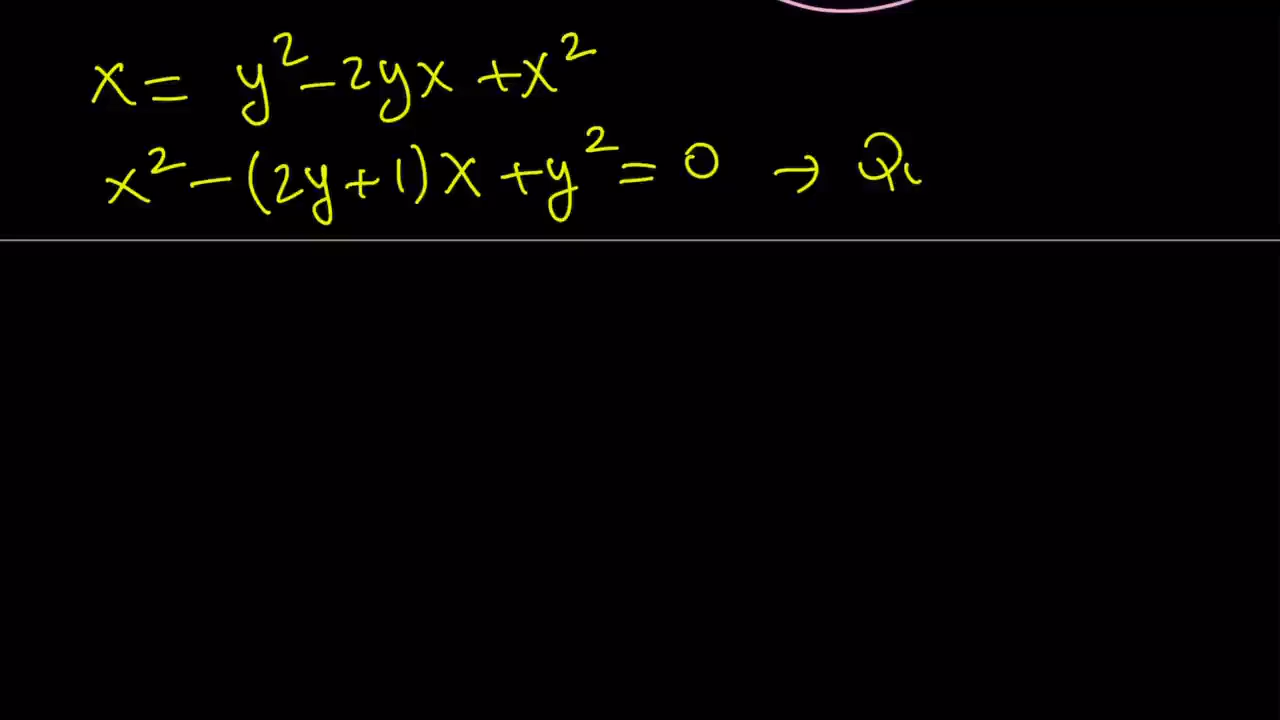 x = y² - 2yx + x²
x² - (2y + 1)x + y² = 0 →